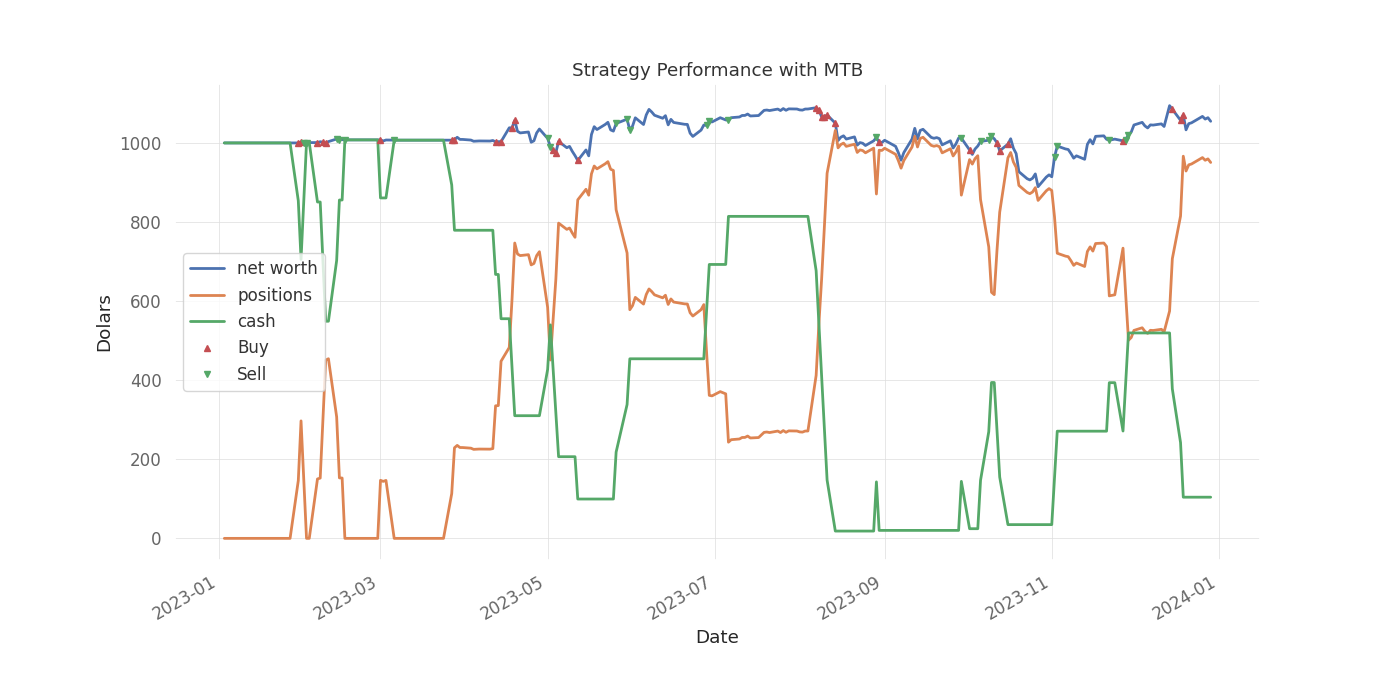 Strategy Performance with MTB
Dolars
1000
800
600
400
200
0
net worth
positions
cash
Buy
Sell
2023-01
2023-03
2023-05
2023-07
2023-09
2023-11
2024-01
Date